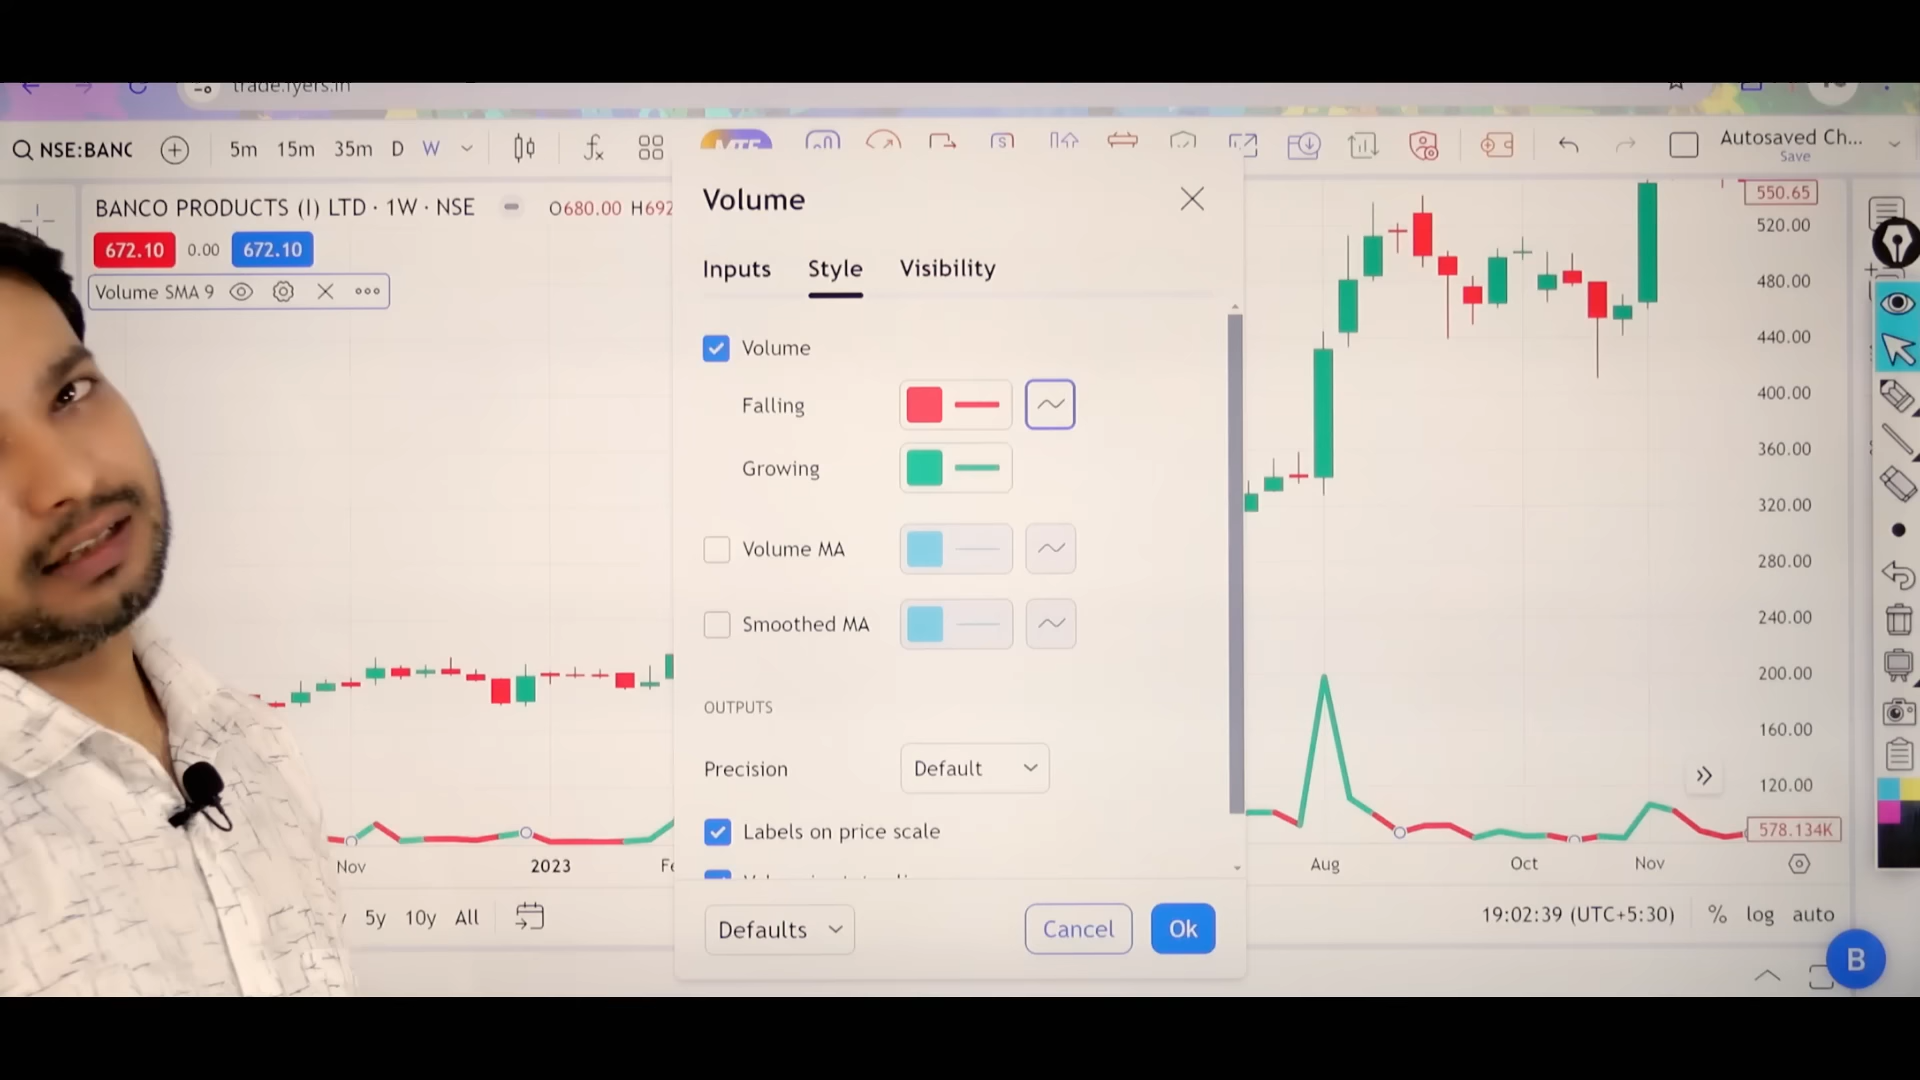 trade.fyers.in
NSE:BANC 5m 15m 35m D W MTF S Autosaved Ch...
Save
BANCO PRODUCTS (I) LTD · 1W · NSE O680.00 H692
672.10 0.00 672.10
Volume SMA 9
Volume
Inputs Style Visibility
Volume
Falling
Growing
Volume MA
Smoothed MA
OUTPUTS
Precision Default
Labels on price scale
Defaults Cancel Ok
550.65
520.00
480.00
440.00
400.00
360.00
320.00
280.00
240.00
200.00
160.00
120.00
578.134K
Nov 2023 Fe Aug Oct Nov
5y 10y All 19:02:39 (UTC+5:30) % log auto
B